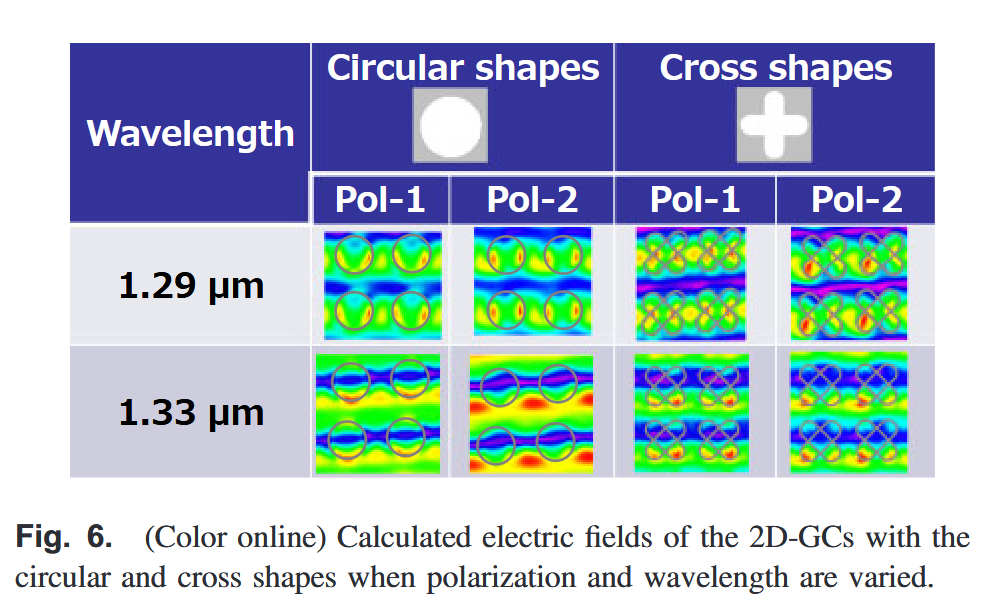 Wavelength
Circular shapes
Cross shapes
Pol-1
Pol-2
Pol-1
Pol-2
1.29 μm
1.33 μm
Fig. 6. (Color online) Calculated electric fields of the 2D-GCs with the
circular and cross shapes when polarization and wavelength are varied.